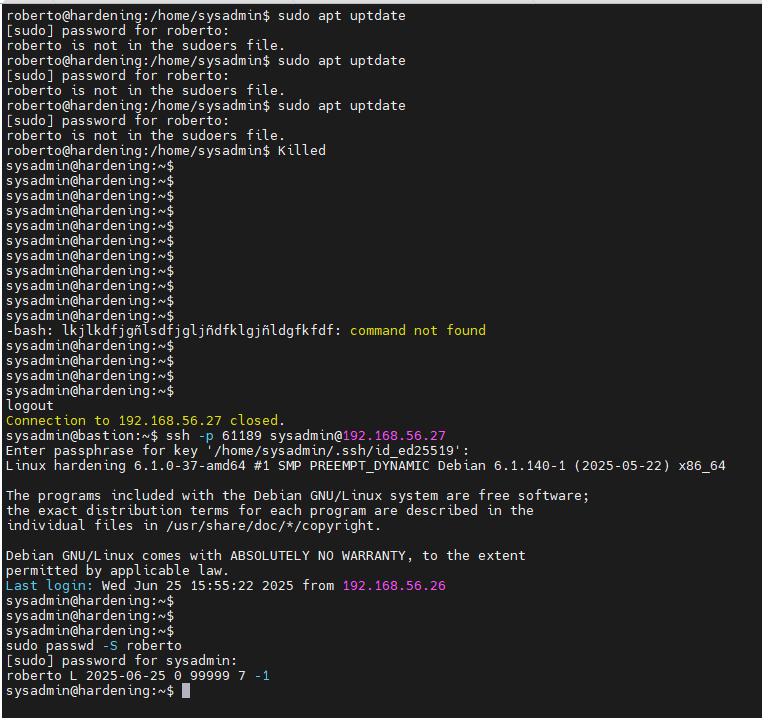 roberto@hardening:/home/sysadmin$ sudo apt uptdate
[sudo] password for roberto:
roberto is not in the sudoers file.
roberto@hardening:/home/sysadmin$ sudo apt uptdate
[sudo] password for roberto:
roberto is not in the sudoers file.
roberto@hardening:/home/sysadmin$ sudo apt uptdate
[sudo] password for roberto:
roberto is not in the sudoers file.
roberto@hardening:/home/sysadmin$ Killed
sysadmin@hardening:~$
sysadmin@hardening:~$
sysadmin@hardening:~$
sysadmin@hardening:~$
sysadmin@hardening:~$
sysadmin@hardening:~$
sysadmin@hardening:~$
sysadmin@hardening:~$
sysadmin@hardening:~$
sysadmin@hardening:~$
sysadmin@hardening:~$
-bash: lkjlkdfjgñlsdfjgljñdfklgjñldgfkfdf: command not found
sysadmin@hardening:~$
sysadmin@hardening:~$
sysadmin@hardening:~$
sysadmin@hardening:~$
logout
Connection to 192.168.56.27 closed.
sysadmin@bastion:~$ ssh -p 61189 sysadmin@192.168.56.27
Enter passphrase for key '/home/sysadmin/.ssh/id_ed25519':
Linux hardening 6.1.0-37-amd64 #1 SMP PREEMPT_DYNAMIC Debian 6.1.140-1 (2025-05-22) x86_64

The programs included with the Debian GNU/Linux system are free software;
the exact distribution terms for each program are described in the
individual files in /usr/share/doc/*/copyright.

Debian GNU/Linux comes with ABSOLUTELY NO WARRANTY, to the extent
permitted by applicable law.
Last login: Wed Jun 25 15:55:22 2025 from 192.168.56.26
sysadmin@hardening:~$
sysadmin@hardening:~$
sysadmin@hardening:~$
sudo passwd -S roberto
[sudo] password for sysadmin:
roberto L 2025-06-25 0 99999 7 -1
sysadmin@hardening:~$